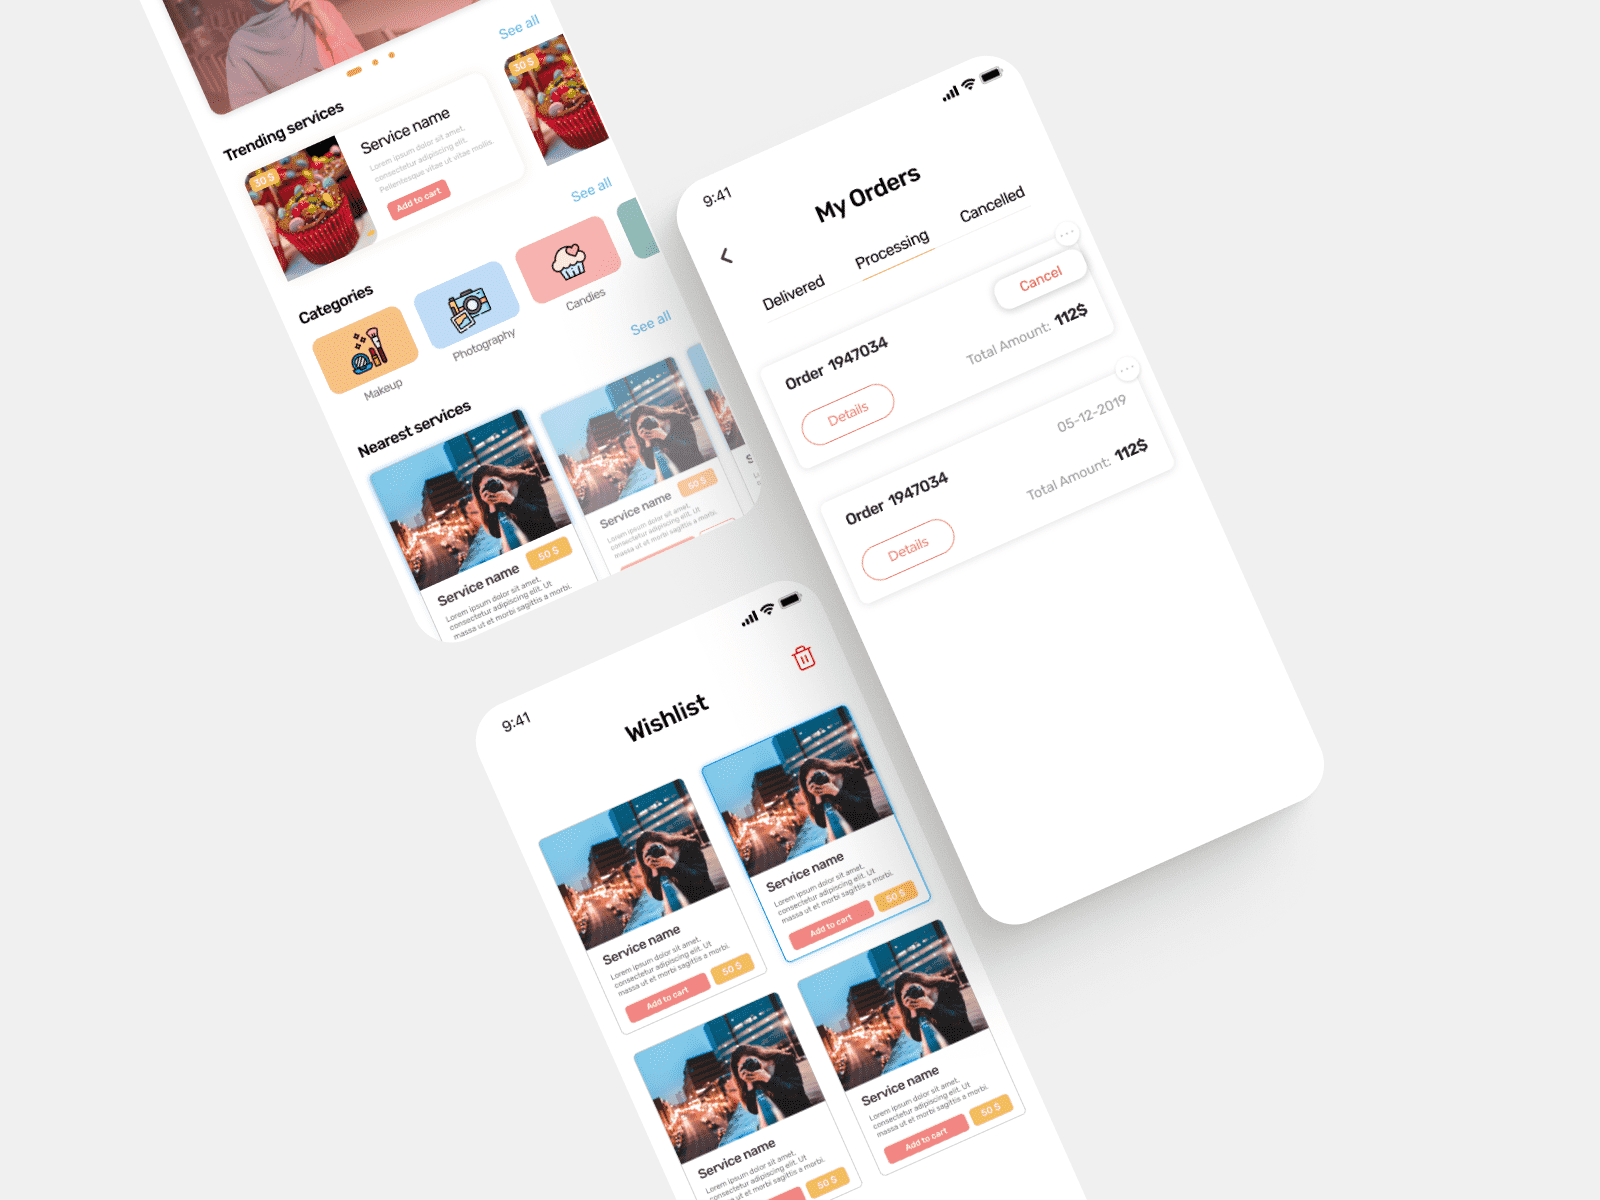 See all
Trending services
30 $
Service name
Lorem ipsum dolor sit amet,
consectetur adipiscing elit.
Pellentesque vitae ut vitae mollis.
Add to cart
30 $
See all
Categories
Makeup
Photography
Candies
See all
Nearest services
Service name
50 $
Lorem ipsum dolor sit amet,
consectetur adipiscing elit. Ut
massa ut et morbi sagittis a morbi.
Service name
50 $
Lorem ipsum dolor sit amet,
consectetur adipiscing elit. Ut
massa ut et morbi sagittis a morbi.
S
9:41
My Orders
Delivered
Processing
Cancelled
Cancel
Order 1947034
Total Amount: 112$
Details
05-12-2019
Order 1947034
Total Amount: 112$
Details
9:41
Wishlist
Service name
Lorem ipsum dolor sit amet,
consectetur adipiscing elit. Ut
massa ut et morbi sagittis a morbi.
Add to cart
50 $
Service name
Lorem ipsum dolor sit amet,
consectetur adipiscing elit. Ut
massa ut et morbi sagittis a morbi.
Add to cart
50 $
Service name
Lorem ipsum dolor sit amet,
consectetur adipiscing elit. Ut
massa ut et morbi sagittis a morbi.
Add to cart
50 $
Service name
Lorem ipsum dolor sit amet,
consectetur adipiscing elit. Ut
massa ut et morbi sagittis a morbi.
Add to cart
50 $